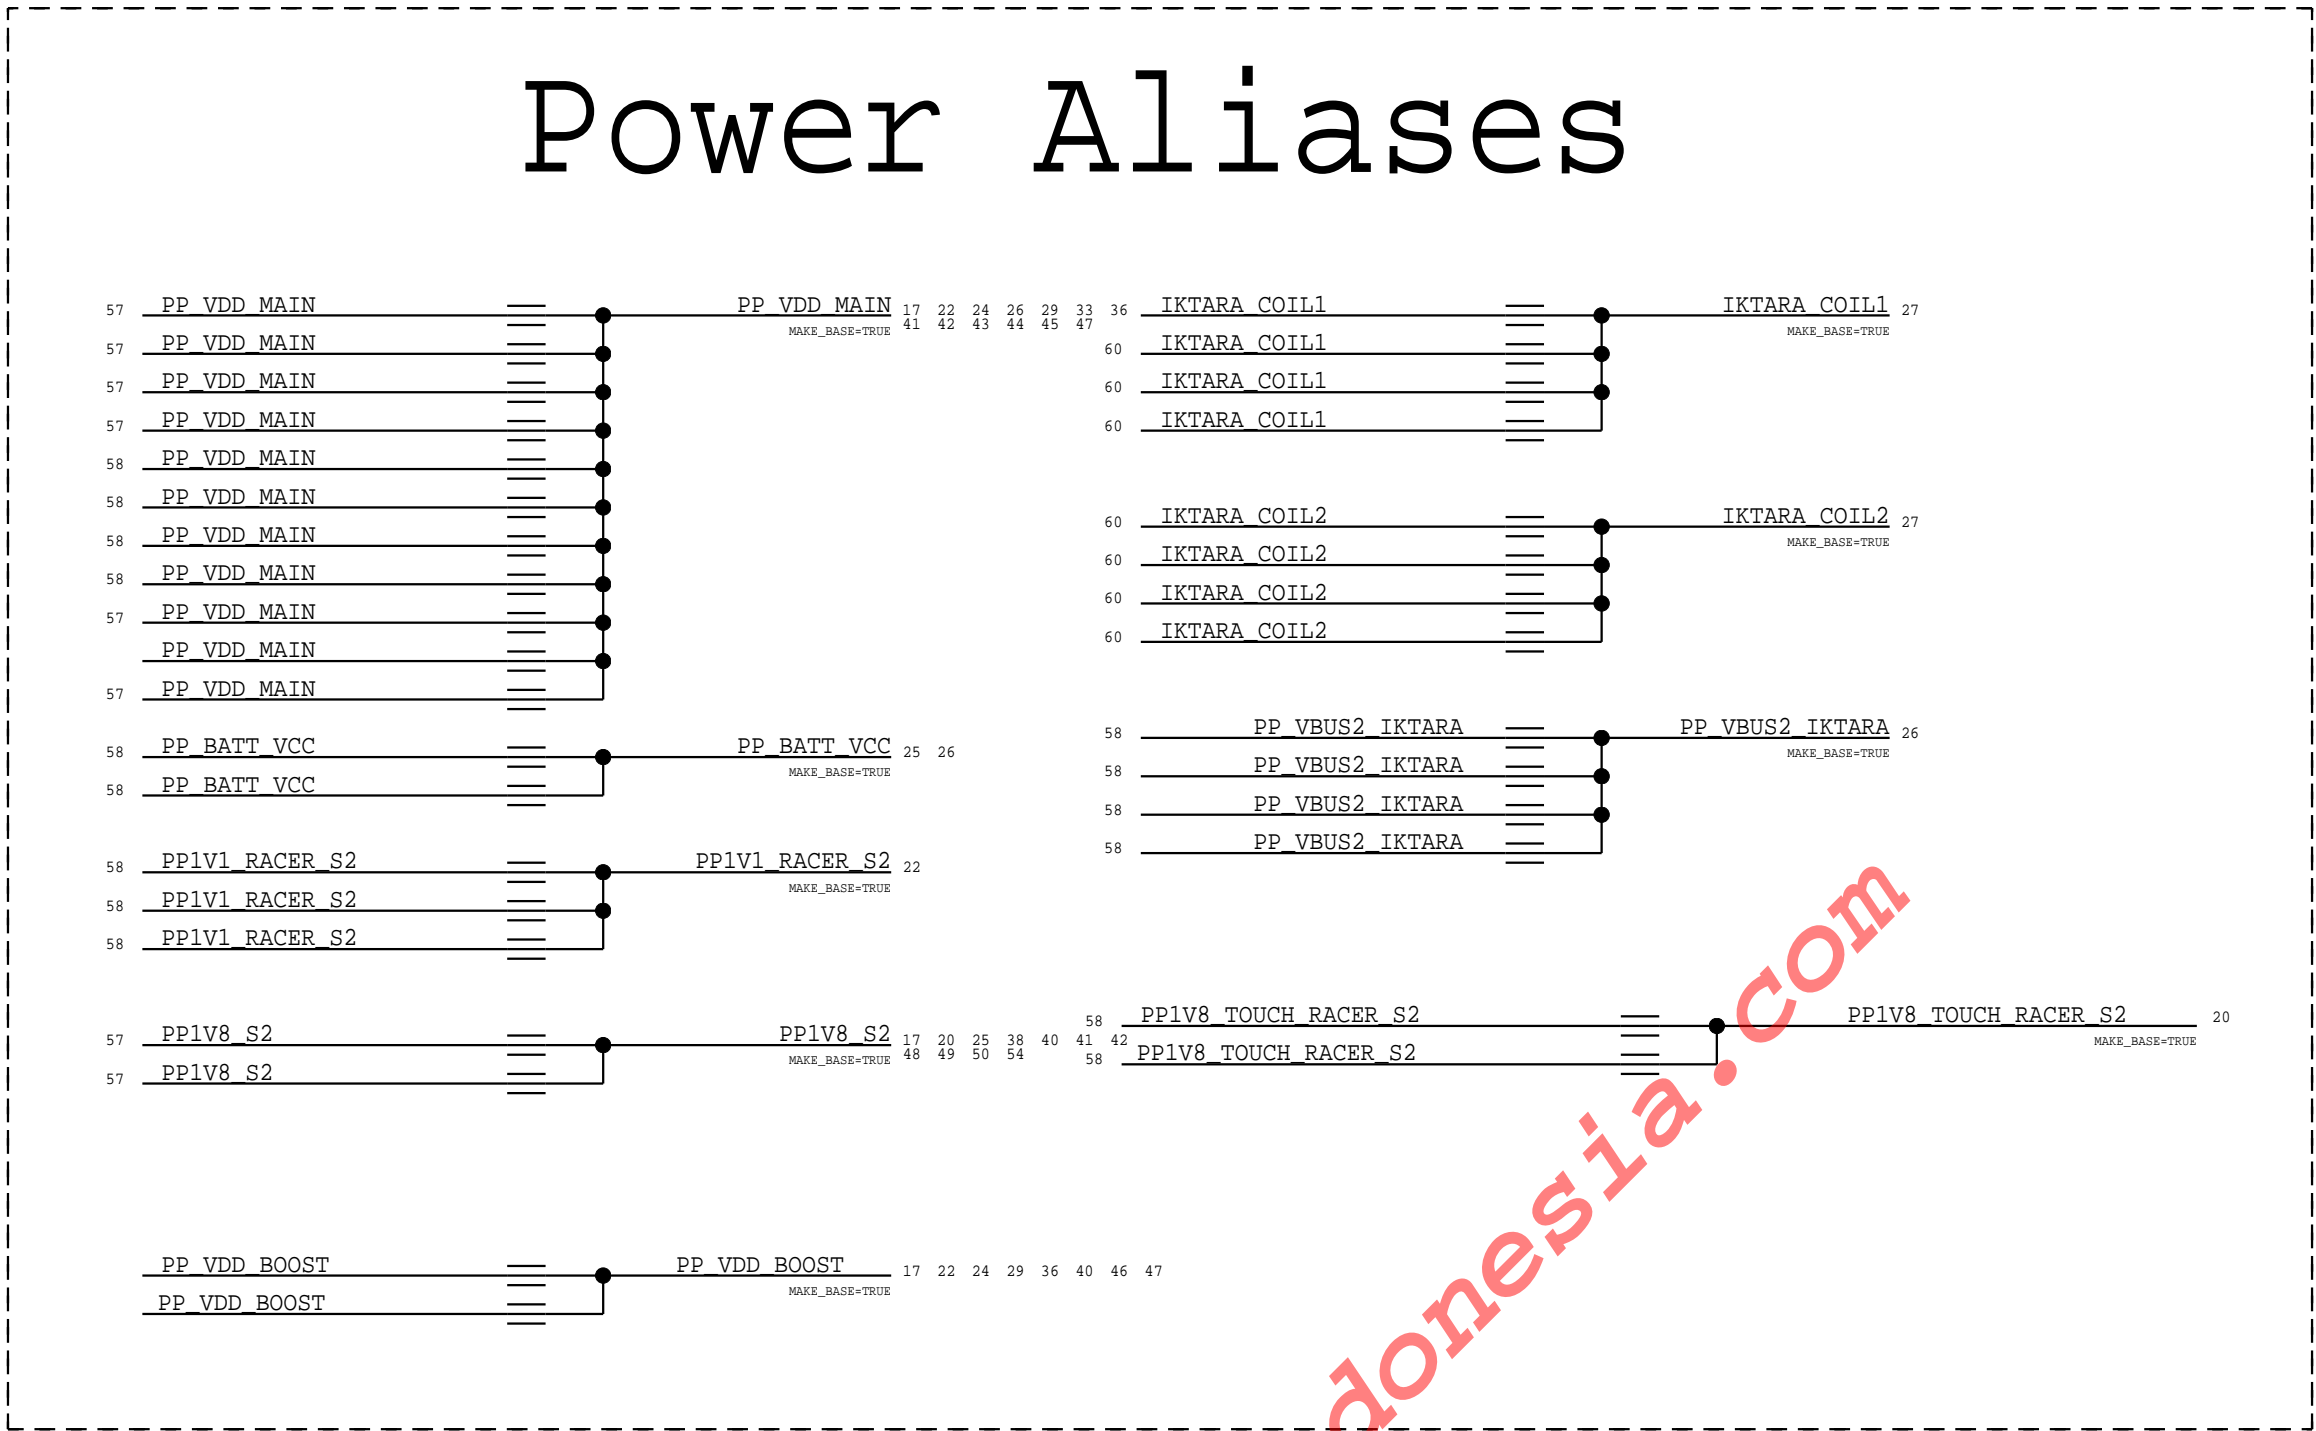 Power Aliases
57 PP_VDD_MAIN PP_VDD_MAIN 17 22 24 26 29 33 36
MAKE_BASE=TRUE 41 42 43 44 45 47
57 PP_VDD_MAIN
57 PP_VDD_MAIN
57 PP_VDD_MAIN
58 PP_VDD_MAIN
58 PP_VDD_MAIN
58 PP_VDD_MAIN
58 PP_VDD_MAIN
57 PP_VDD_MAIN
PP_VDD_MAIN
57 PP_VDD_MAIN
58 PP_BATT_VCC PP_BATT_VCC 25 26
MAKE_BASE=TRUE
58 PP_BATT_VCC
58 PP1V1_RACER_S2 PP1V1_RACER_S2 22
MAKE_BASE=TRUE
58 PP1V1_RACER_S2
58 PP1V1_RACER_S2
57 PP1V8_S2 PP1V8_S2 17 20 25 38 40 41 42
MAKE_BASE=TRUE 48 49 50 54
57 PP1V8_S2
PP_VDD_BOOST PP_VDD_BOOST 17 22 24 29 36 40 46 47
MAKE_BASE=TRUE
PP_VDD_BOOST
IKTARA_COIL1 IKTARA_COIL1 27
MAKE_BASE=TRUE
60 IKTARA_COIL1
60 IKTARA_COIL1
60 IKTARA_COIL1
60 IKTARA_COIL2 IKTARA_COIL2 27
MAKE_BASE=TRUE
60 IKTARA_COIL2
60 IKTARA_COIL2
60 IKTARA_COIL2
58 PP_VBUS2_IKTARA PP_VBUS2_IKTARA 26
MAKE_BASE=TRUE
58 PP_VBUS2_IKTARA
58 PP_VBUS2_IKTARA
58 PP_VBUS2_IKTARA
58 PP1V8_TOUCH_RACER_S2 PP1V8_TOUCH_RACER_S2 20
MAKE_BASE=TRUE
58 PP1V8_TOUCH_RACER_S2
donesia.com